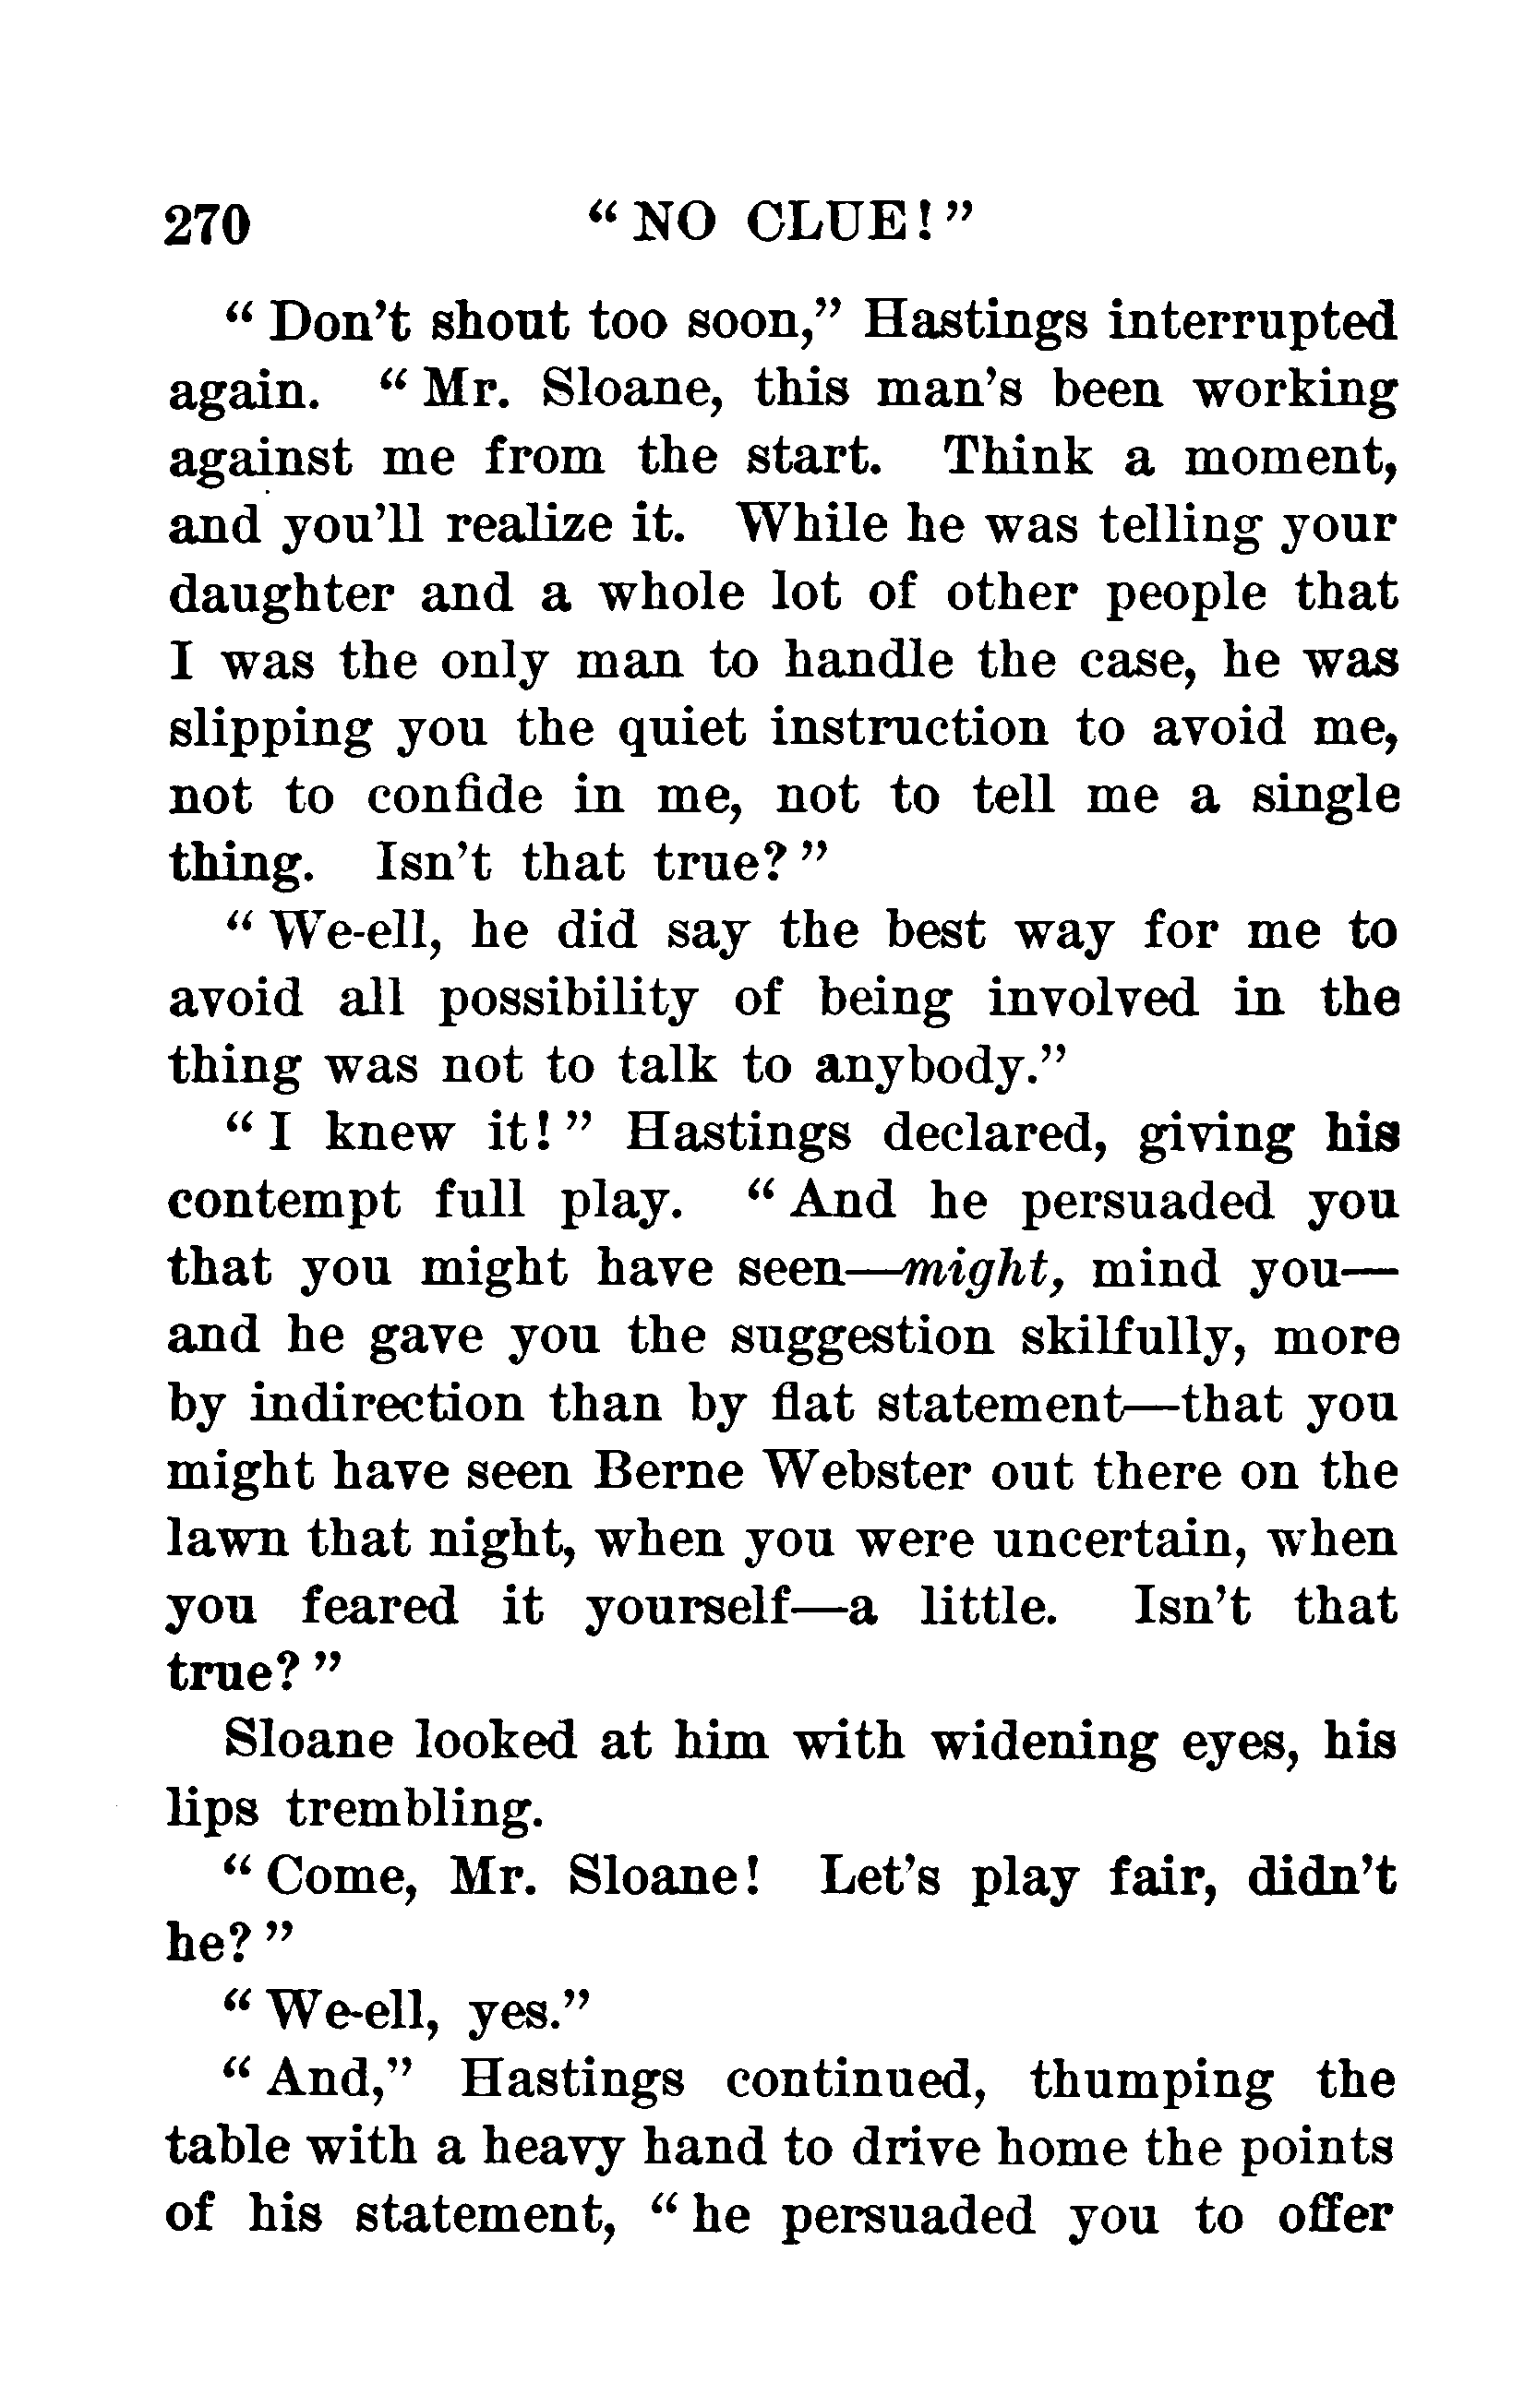 270 “ NO CLUE! ”
“ Don’t shout too soon,” Hastings interrupted
again. “ Mr. Sloane, this man’s been working
against me from the start. Think a moment,
and you’ll realize it. While he was telling your
daughter and a whole lot of other people that
I was the only man to handle the case, he was
slipping you the quiet instruction to avoid me,
not to confide in me, not to tell me a single
thing. Isn’t that true? ”
“ We-ell, he did say the best way for me to
avoid all possibility of being involved in the
thing was not to talk to anybody.”
“ I knew it! ” Hastings declared, giving his
contempt full play. “ And he persuaded you
that you might have seen—might, mind you—
and he gave you the suggestion skilfully, more
by indirection than by flat statement—that you
might have seen Berne Webster out there on the
lawn that night, when you were uncertain, when
you feared it yourself—a little. Isn’t that
true? ”
Sloane looked at him with widening eyes, his
lips trembling.
“ Come, Mr. Sloane! Let’s play fair, didn’t
he? ”
“ We-ell, yes.”
“ And,” Hastings continued, thumping the
table with a heavy hand to drive home the points
of his statement, “ he persuaded you to offer